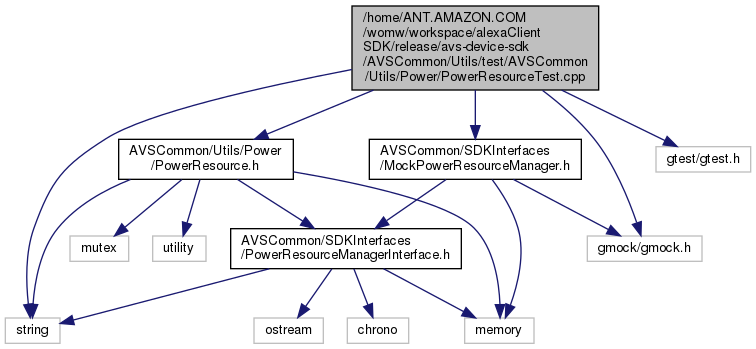 /home/ANT.AMAZON.COM
/womw/workspace/alexaClient
SDK/release/avs-device-sdk
/AVSCommon/Utils/test/AVSCommon
/Utils/Power/PowerResourceTest.cpp
AVSCommon/Utils/Power
/PowerResource.h
AVSCommon/SDKInterfaces
/MockPowerResourceManager.h
gtest/gtest.h
mutex
utility
AVSCommon/SDKInterfaces
/PowerResourceManagerInterface.h
gmock/gmock.h
string
ostream
chrono
memory